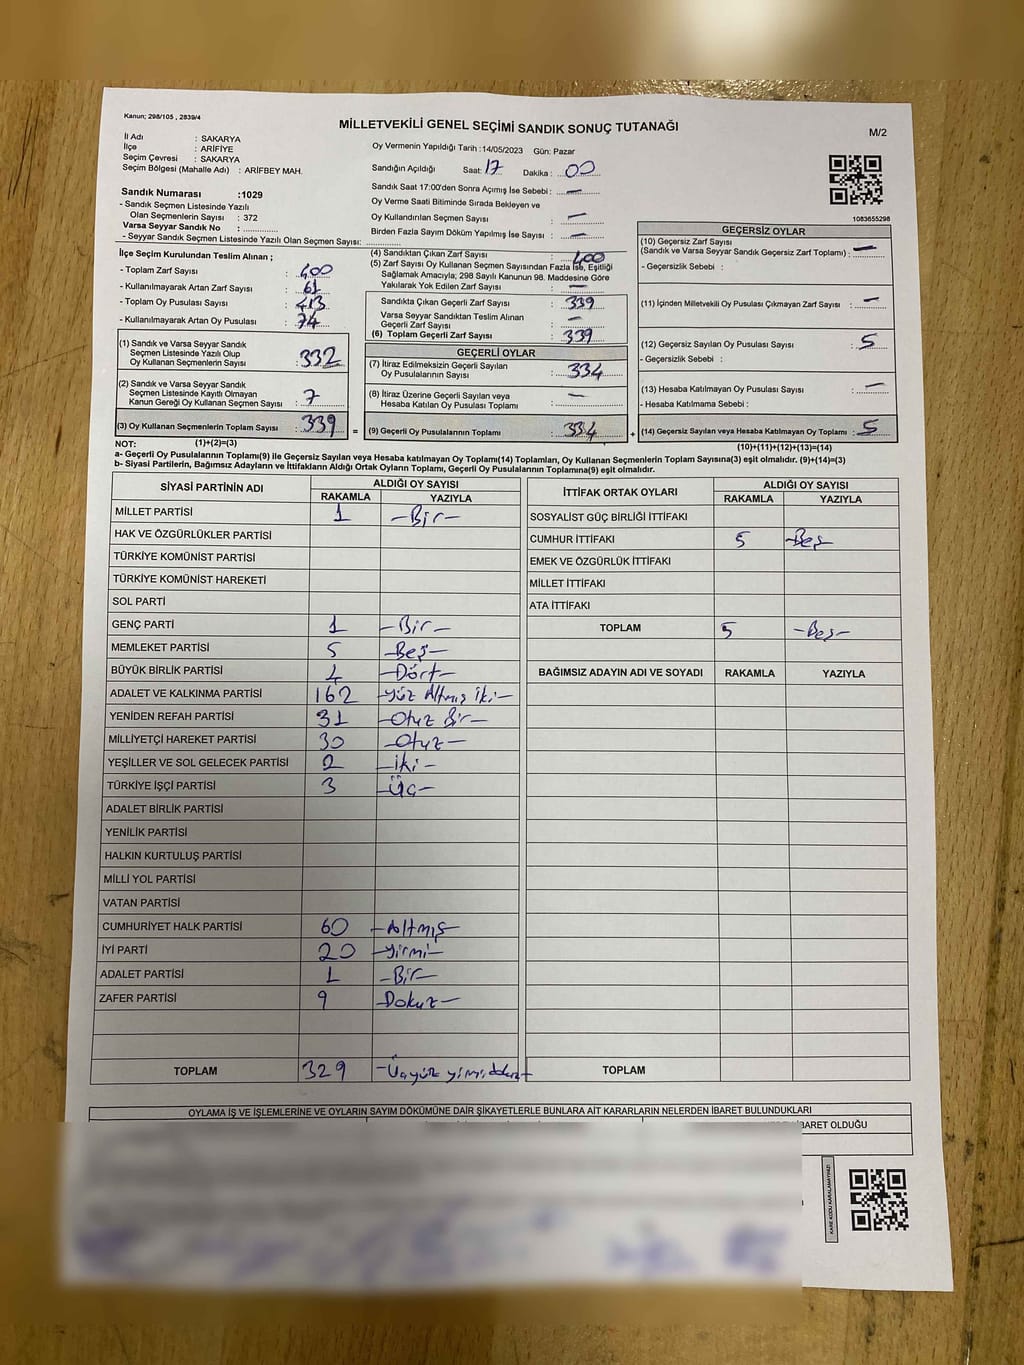 Kanun; 298/105 , 2839/4
MİLLETVEKİLİ GENEL SEÇİMİ SANDIK SONUÇ TUTANAĞI
M/2
İl Adı : SAKARYA
İlçe : ARİFİYE
Seçim Çevresi : SAKARYA
Seçim Bölgesi (Mahalle Adı) : ARİFBEY MAH.
Sandık Numarası :1029
- Sandık Seçmen Listesinde Yazılı
Olan Seçmenlerin Sayısı : 372
Varsa Seyyar Sandık No :
- Seyyar Sandık Seçmen Listesinde Yazılı Olan Seçmen Sayısı:
Oy Vermenin Yapıldığı Tarih :14/05/2023 Gün: Pazar
Sandığın Açıldığı Saat: 17 Dakika : 00
Sandık Saat 17:00'den Sonra Açımış İse Sebebi : —
Oy Verme Saati Bitiminde Sırada Bekleyen ve
Oy Kullandırılan Seçmen Sayısı : —
Birden Fazla Sayım Döküm Yapılmış İse Sayısı : —
1083655298
İlçe Seçim Kurulundan Teslim Alınan ;
- Toplam Zarf Sayısı : 400
- Kullanılmayarak Artan Zarf Sayısı : 61
- Toplam Oy Pusulası Sayısı : 413
- Kullanılmayarak Artan Oy Pusulası : 74
(1) Sandık ve Varsa Seyyar Sandık
Seçmen Listesinde Yazılı Olup
Oy Kullanan Seçmenlerin Sayısı : 332
(2) Sandık ve Varsa Seyyar Sandık
Seçmen Listesinde Kayıtlı Olmayan
Kanun Gereği Oy Kullanan Seçmen Sayısı : 7
(3) Oy Kullanan Seçmenlerin Toplam Sayısı : 339 =
(4) Sandıktan Çıkan Zarf Sayısı : 400
(5) Zarf Sayısı Oy Kullanan Seçmen Sayısından Fazla İse, Eşitliği
Sağlamak Amacıyla; 298 Sayılı Kanunun 98. Maddesine Göre
Yakılarak Yok Edilen Zarf Sayısı : —
Sandıkta Çıkan Geçerli Zarf Sayısı : 339
Varsa Seyyar Sandıktan Teslim Alınan
Geçerli Zarf Sayısı : —
(6) Toplam Geçerli Zarf Sayısı : 339
GEÇERLİ OYLAR
(7) İtiraz Edilmeksizin Geçerli Sayılan
Oy Pusulalarının Sayısı : 334
(8) İtiraz Üzerine Geçerli Sayılan veya
Hesaba Katılan Oy Pusulası Toplamı : —
(9) Geçerli Oy Pusulalarının Toplamı : 334 +
GEÇERSİZ OYLAR
(10) Geçersiz Zarf Sayısı
(Sandık ve Varsa Seyyar Sandık Geçersiz Zarf Toplamı) : —
- Geçersizlik Sebebi :
(11) İçinden Milletvekili Oy Pusulası Çıkmayan Zarf Sayısı : —
(12) Geçersiz Sayılan Oy Pusulası Sayısı : 5
- Geçersizlik Sebebi :
(13) Hesaba Katılmayan Oy Pusulası Sayısı : —
- Hesaba Katılmama Sebebi :
(14) Geçersiz Sayılan veya Hesaba Katılmayan Oy Toplamı : 5
NOT: (1)+(2)=(3) (10)+(11)+(12)+(13)=(14)
a- Geçerli Oy Pusulaları Toplamı(9) ile Geçersiz Sayılan veya Hesaba katılmayan Oy Toplamı(14) Toplamları, Oy Kullanan Seçmenlerin Toplam Sayısına(3) eşit olmalıdır. (9)+(14)=(3)
b- Siyasi Partilerin, Bağımsız Adayların ve İttifakların Aldığı Ortak Oyların Toplamı, Geçerli Oy Pusulalarının Toplamına(9) eşit olmalıdır.
SİYASİ PARTİNİN ADI ALDIĞI OY SAYISI
RAKAMLA YAZIYLA
MİLLET PARTİSİ 1 -Bir-
HAK VE ÖZGÜRLÜKLER PARTİSİ
TÜRKİYE KOMÜNİST PARTİSİ
TÜRKİYE KOMÜNİST HAREKETİ
SOL PARTİ
GENÇ PARTİ 1 -Bir-
MEMLEKET PARTİSİ 5 -Beş-
BÜYÜK BİRLİK PARTİSİ 4 -Dört-
ADALET VE KALKINMA PARTİSİ 162 -Yüz Altmış iki-
YENİDEN REFAH PARTİSİ 31 -Otuz Bir-
MİLLİYETÇİ HAREKET PARTİSİ 30 -Otuz-
YEŞİLLER VE SOL GELECEK PARTİSİ 2 -iki-
TÜRKİYE İŞÇİ PARTİSİ 3 -Üç-
ADALET BİRLİK PARTİSİ
YENİLİK PARTİSİ
HALKIN KURTULUŞ PARTİSİ
MİLLİ YOL PARTİSİ
VATAN PARTİSİ
CUMHURİYET HALK PARTİSİ 60 -Altmış
İYİ PARTİ 20 -Yirmi-
ADALET PARTİSİ 1 -Bir-
ZAFER PARTİSİ 9 -Dokuz-
TOPLAM 329
İTTİFAK ORTAK OYLARI ALDIĞI OY SAYISI
RAKAMLA YAZIYLA
SOSYALİST GÜÇ BİRLİĞİ İTTİFAKI
CUMHUR İTTİFAKI 5 -Beş-
EMEK VE ÖZGÜRLÜK İTTİFAKI
MİLLET İTTİFAKI
ATA İTTİFAKI
TOPLAM 5 -Beş-
BAĞIMSIZ ADAYIN ADI VE SOYADI RAKAMLA YAZIYLA
TOPLAM
OYLAMA İŞ VE İŞLEMLERİNE VE OYLARIN SAYIM DÖKÜMÜNE DAİR ŞİKAYETLERLE BUNLARA AİT KARARLARIN NELERDEN İBARET BULUNDUKLARI
İBARET OLDUĞU